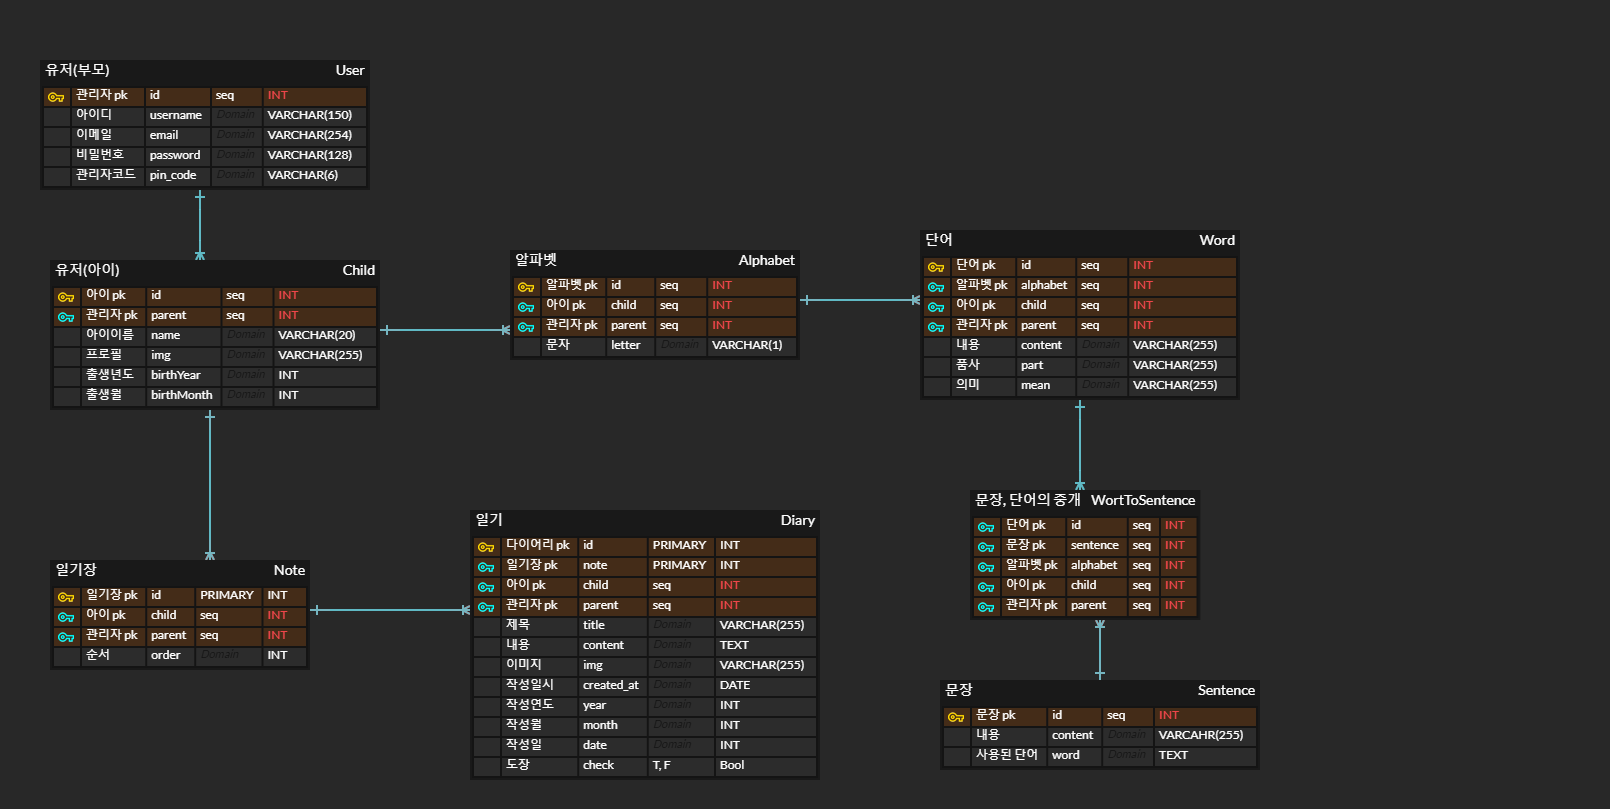 유저(부모) User
관리자 pk id seq INT
아이디 username Domain VARCHAR(150)
이메일 email Domain VARCHAR(254)
비밀번호 password Domain VARCHAR(128)
관리자코드 pin_code Domain VARCHAR(6)
유저(아이) Child
아이 pk id seq INT
관리자 pk parent seq INT
아이이름 name Domain VARCHAR(20)
프로필 img Domain VARCHAR(255)
출생년도 birthYear Domain INT
출생월 birthMonth Domain INT
알파벳 Alphabet
알파벳 pk id seq INT
아이 pk child seq INT
관리자 pk parent seq INT
문자 letter Domain VARCHAR(1)
단어 Word
단어 pk id seq INT
알파벳 pk alphabet seq INT
아이 pk child seq INT
관리자 pk parent seq INT
내용 content Domain VARCHAR(255)
품사 part Domain VARCHAR(255)
의미 mean Domain VARCHAR(255)
문장, 단어의 중개 WortToSentence
단어 pk id seq INT
문장 pk sentence seq INT
알파벳 pk alphabet seq INT
아이 pk child seq INT
관리자 pk parent seq INT
일기장 Note
일기장 pk id PRIMARY INT
아이 pk child seq INT
관리자 pk parent seq INT
순서 order Domain INT
일기 Diary
다이어리 pk id PRIMARY INT
일기장 pk note PRIMARY INT
아이 pk child seq INT
관리자 pk parent seq INT
제목 title Domain VARCHAR(255)
내용 content Domain TEXT
이미지 img Domain VARCHAR(255)
작성일시 created_at Domain DATE
작성연도 year Domain INT
작성월 month Domain INT
작성일 date Domain INT
도장 check T, F Bool
문장 Sentence
문장 pk id seq INT
내용 content Domain VARCAHR(255)
사용된 단어 word Domain TEXT